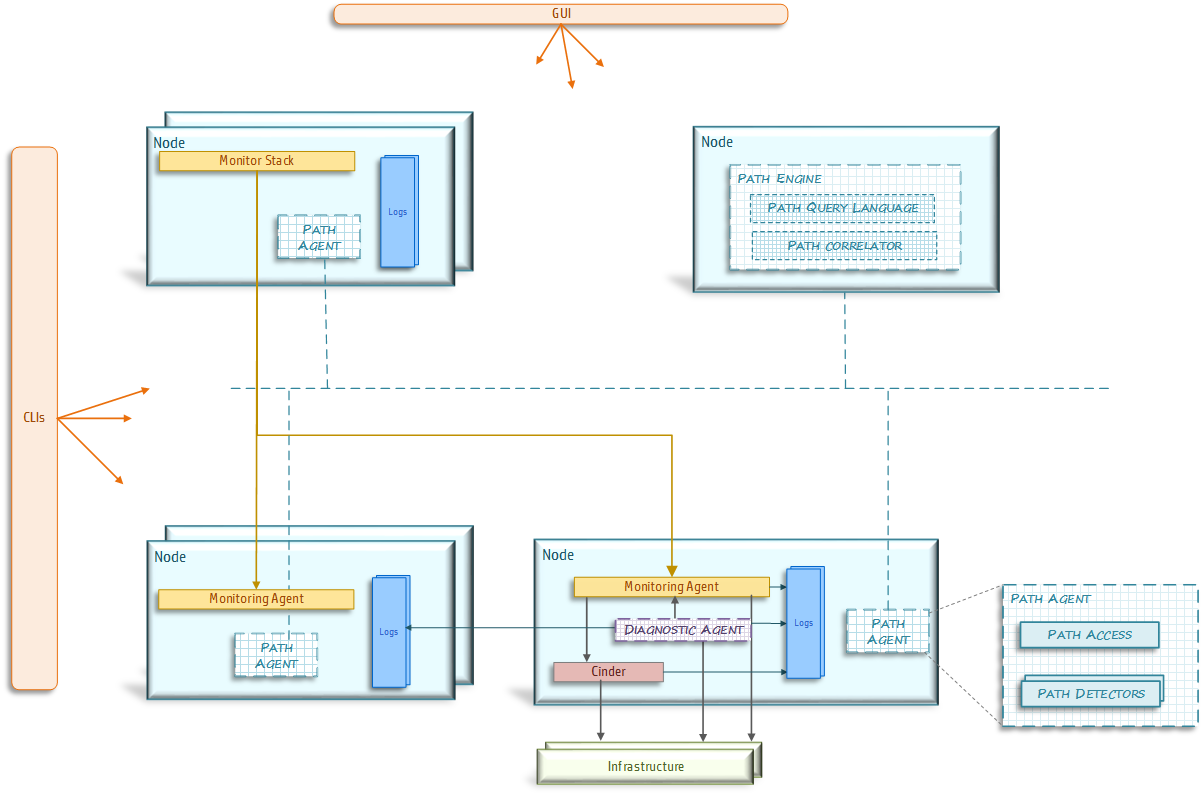 GUI
Node
Monitor Stack
Logs
PATH
AGENT
Node
PATH ENGINE
PATH QUERY LANGUAGE
PATH CORRELATOR
CLIs
Node
Monitoring Agent
Logs
PATH
AGENT
Node
Monitoring Agent
DIAGNOSTIC AGENT
Cinder
Logs
PATH
AGENT
PATH AGENT
PATH ACCESS
PATH DETECTORS
Infrastructure